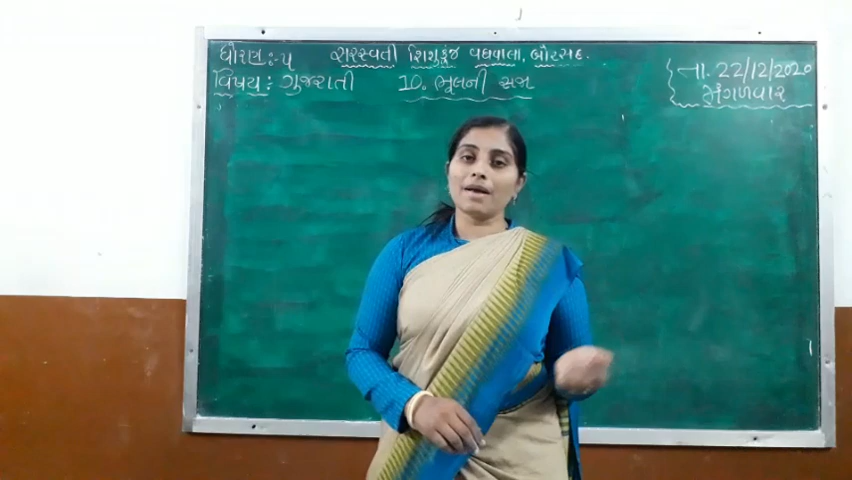 ધોરણ :- ૫ સરસ્વતી શિશુકુંજ વઘવાલા, બોરસદ.
તા. 22/12/2020
વિષય : ગુજરાતી 10. ભૂલની સજા
મંગળવાર